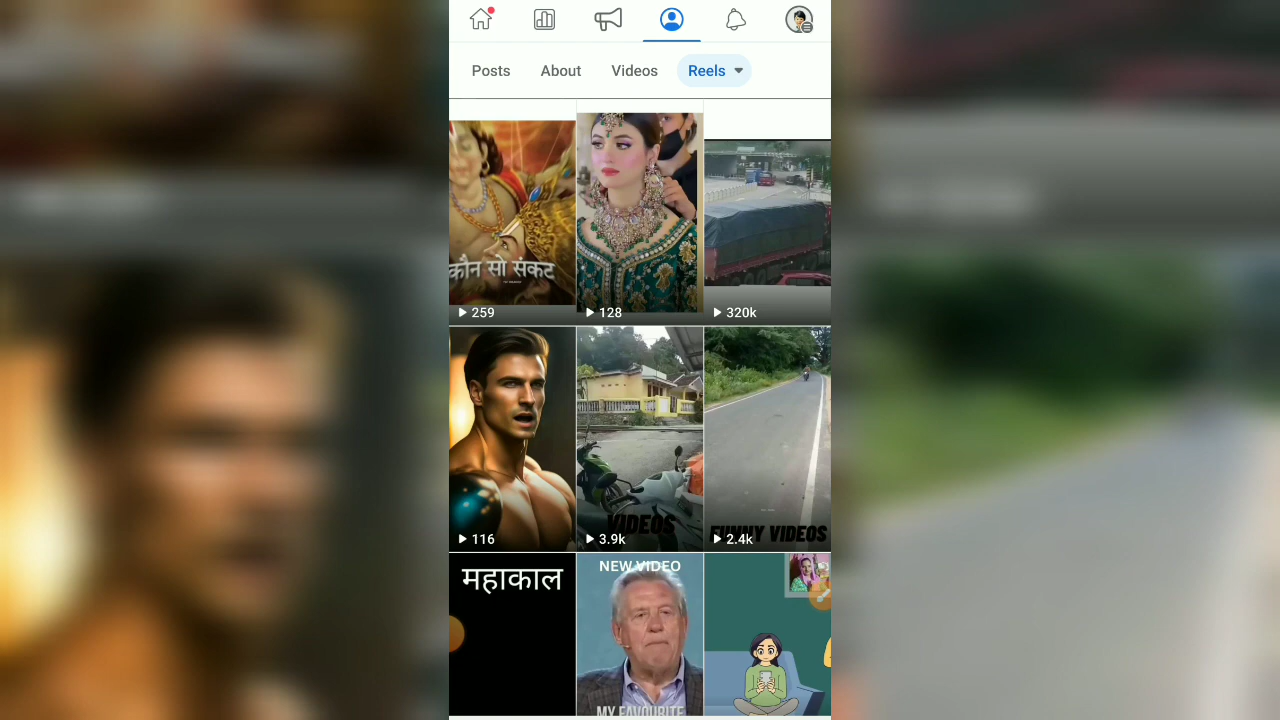 Posts About Videos Reels
कौन सो संकट
259 128 320k
VIDEOS
FUNNY VIDEOS
116 3.9k 2.4k
महाकाल
NEW VIDEO
MY FAVOURITE